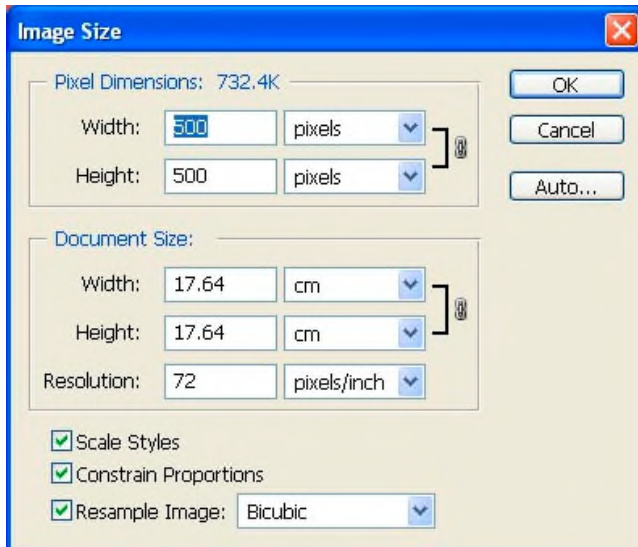 Image Size
Pixel Dimensions: 732.4K
OK
Width: 500 pixels
Cancel
Height: 500 pixels
Auto...
Document Size:
Width: 17.64 cm
Height: 17.64 cm
Resolution: 72 pixels/inch
Scale Styles
Constrain Proportions
Resample Image: Bicubic